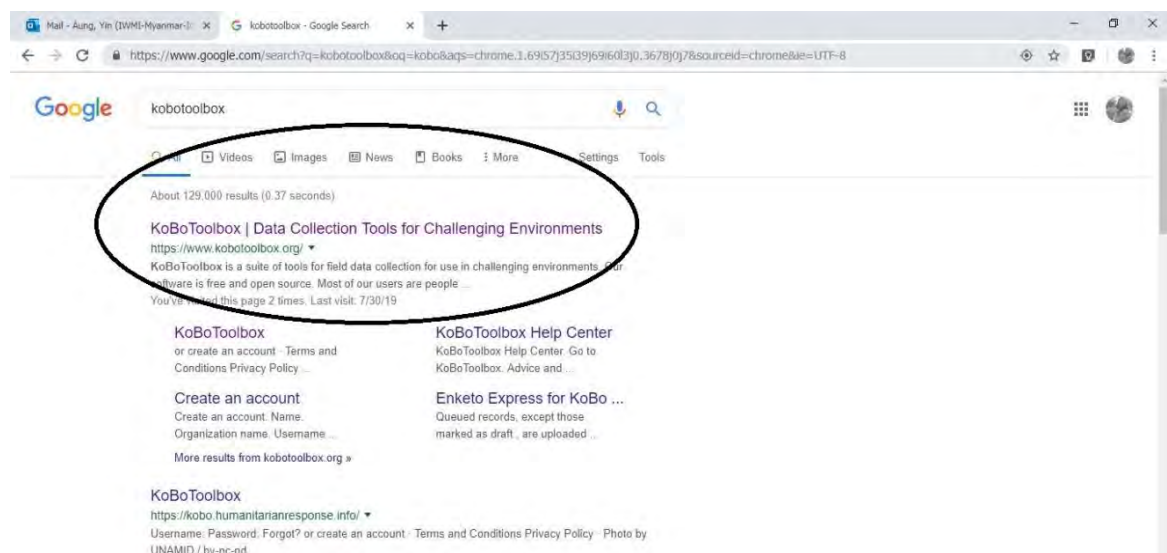 Mail - Aung, Yin (IWMI-Myanmar-I
kobotoolbox - Google Search
https://www.google.com/search?q=kobotoolbox&oq=kobo&aqs=chrome.1.69i57j35i39j69i60l3j0.3678j0j7&sourceid=chrome&ie=UTF-8
Google
kobotoolbox
All Videos Images News Books More Settings Tools
About 129,000 results (0.37 seconds)
KoBoToolbox | Data Collection Tools for Challenging Environments
https://www.kobotoolbox.org/
KoBoToolbox is a suite of tools for field data collection for use in challenging environments. Our
software is free and open source. Most of our users are people ...
You've visited this page 2 times. Last visit: 7/30/19
KoBoToolbox
or create an account · Terms and
Conditions Privacy Policy ...
KoBoToolbox Help Center
KoBoToolbox Help Center. Go to
KoBoToolbox. Advice and ...
Create an account
Create an account. Name.
Organization name. Username ...
Enketo Express for KoBo ...
Queued records, except those
marked as draft , are uploaded ...
More results from kobotoolbox.org »
KoBoToolbox
https://kobo.humanitarianresponse.info/
Username: Password. Forgot? or create an account · Terms and Conditions Privacy Policy · Photo by
UNAMID / by-nc-nd.